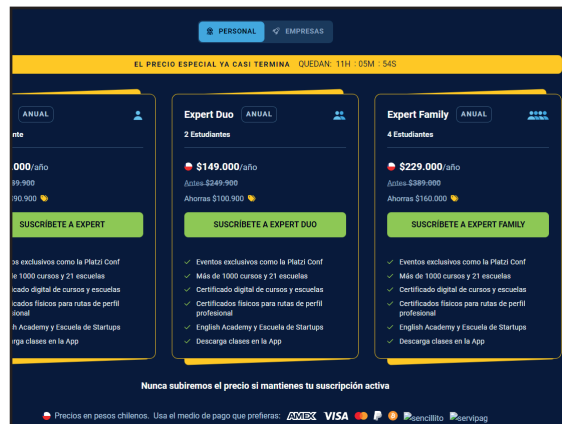 PERSONAL
EMPRESAS
EL PRECIO ESPECIAL YA CASI TERMINA QUEDAN: 11H : 05M : 54S
ANUAL
.000/año
SUSCRÍBETE A EXPERT
Expert Duo ANUAL
2 Estudiantes
$149.000/año
Antes $249.900
Ahorras $100.900
SUSCRÍBETE A EXPERT DUO
✓ Eventos exclusivos como la Platzi Conf
✓ Más de 1000 cursos y 21 escuelas
✓ Certificado digital de cursos y escuelas
✓ Certificados físicos para rutas de perfil
profesional
✓ English Academy y Escuela de Startups
✓ Descarga clases en la App
Expert Family ANUAL
4 Estudiantes
$229.000/año
Antes $389.000
Ahorras $160.000
SUSCRÍBETE A EXPERT FAMILY
✓ Eventos exclusivos como la Platzi Conf
✓ Más de 1000 cursos y 21 escuelas
✓ Certificado digital de cursos y escuelas
✓ Certificados físicos para rutas de perfil
profesional
✓ English Academy y Escuela de Startups
✓ Descarga clases en la App
Nunca subiremos el precio si mantienes tu suscripción activa
Precios en pesos chilenos. Usa el medio de pago que prefieras: AMEX VISA sencillito servipag